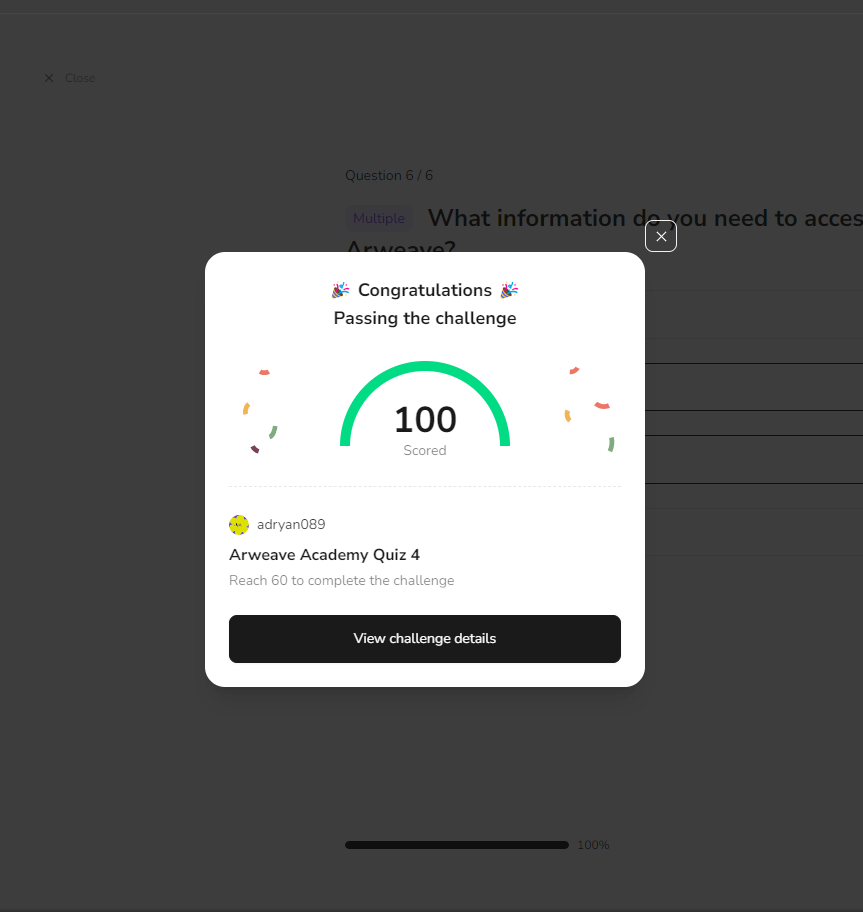 Close
Question 6 / 6
Multiple What information do you need to acces
Arweave?
🎉 Congratulations 🎉
Passing the challenge
100
Scored
adryan089
Arweave Academy Quiz 4
Reach 60 to complete the challenge
View challenge details
100%